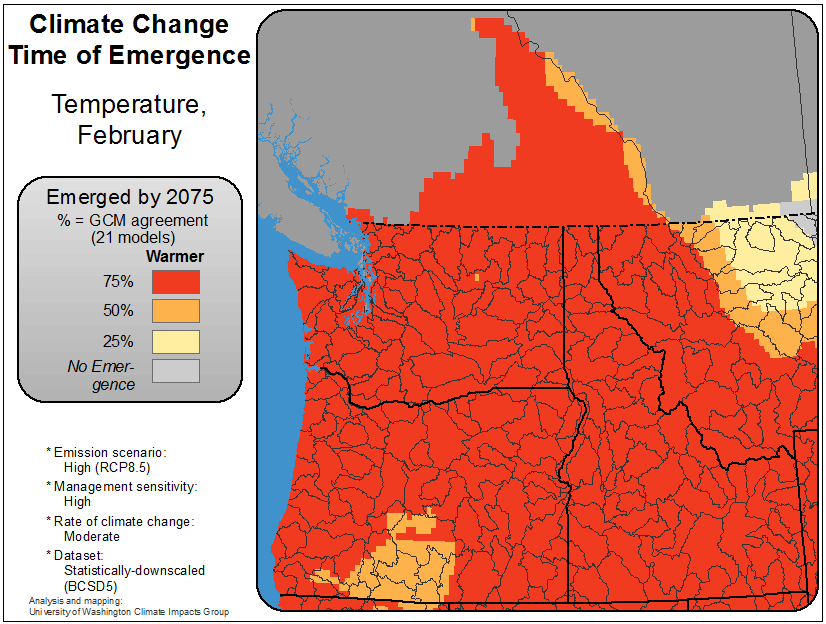 Climate Change
Time of Emergence
Temperature,
February
Emerged by 2075
% = GCM agreement
(21 models)
Warmer
75%
50%
25%
No Emer-
gence
* Emission scenario:
High (RCP8.5)
* Management sensitivity:
High
* Rate of climate change:
Moderate
* Dataset:
Statistically-downscaled
(BCSD5)
Analysis and mapping:
University of Washington Climate Impacts Group